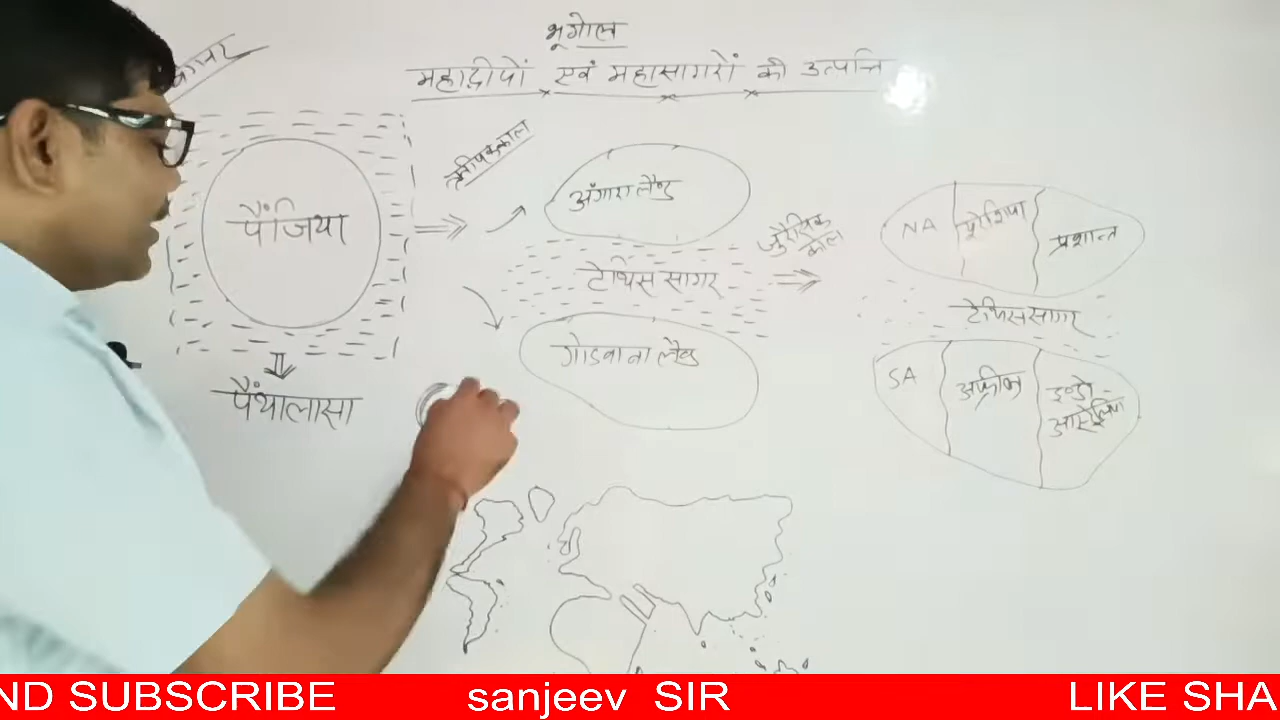 भूगोल
महाद्वीपों एवं महासागरों की उत्पत्ति
पैंजिया
पैंथालासा
अंगारा लैण्ड
टेथिस सागर
गोंडवाना लैण्ड
जुरैसिक
काल
NA
यूरेशिया
प्रशान्त
टेथिस सागर
SA
अफ्रीका
इण्डो-
आस्ट्रेलिया
ND SUBSCRIBE sanjeev SIR LIKE SHA